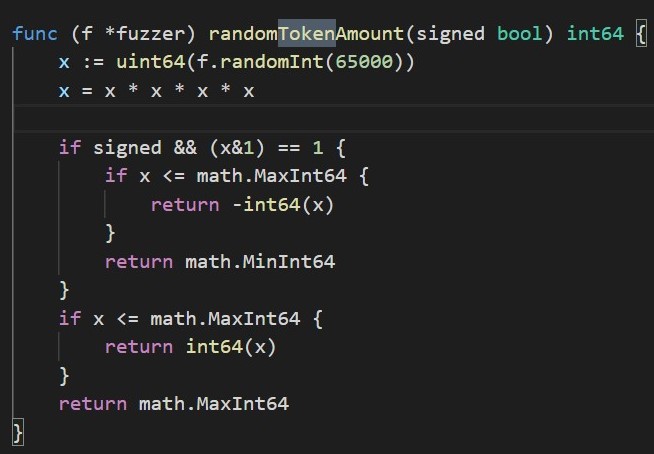 func (f *fuzzer) randomTokenAmount(signed bool) int64 {
    x := uint64(f.randomInt(65000))
    x = x * x * x * x

    if signed && (x&1) == 1 {
        if x <= math.MaxInt64 {
            return -int64(x)
        }
        return math.MinInt64
    }
    if x <= math.MaxInt64 {
        return int64(x)
    }
    return math.MaxInt64
}